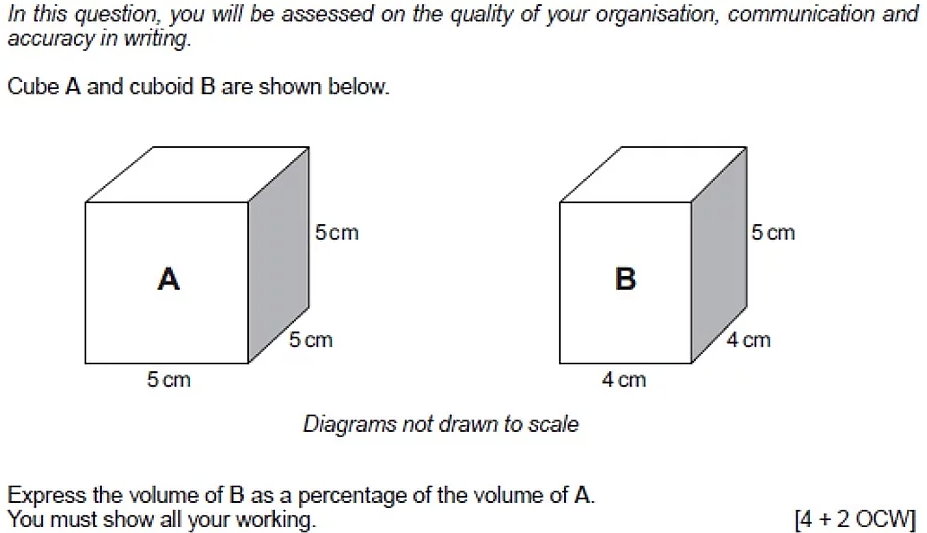 In this question, you will be assessed on the quality of your organisation, communication and
accuracy in writing.
Cube A and cuboid B are shown below.
A
5 cm
5 cm
5 cm
B
5 cm
4 cm
4 cm
Diagrams not drawn to scale
Express the volume of B as a percentage of the volume of A.
You must show all your working.
[4 + 2 OCW]